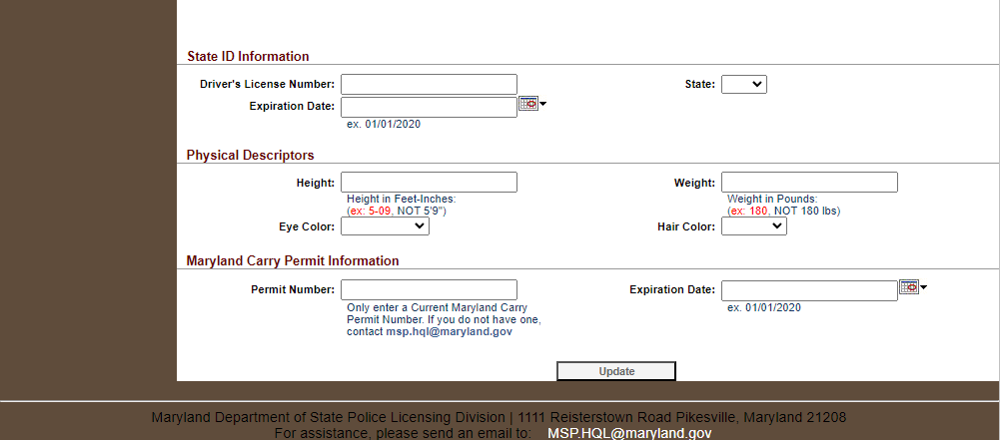 State ID Information
Driver's License Number: State:
Expiration Date:
ex. 01/01/2020
Physical Descriptors
Height: Weight:
Height in Feet-Inches: Weight in Pounds:
(ex: 5-09, NOT 5'9") (ex: 180, NOT 180 lbs)
Eye Color: Hair Color:
Maryland Carry Permit Information
Permit Number: Expiration Date:
Only enter a Current Maryland Carry ex. 01/01/2020
Permit Number. If you do not have one,
contact msp.hql@maryland.gov
Update
Maryland Department of State Police Licensing Division | 1111 Reisterstown Road Pikesville, Maryland 21208
For assistance, please send an email to: MSP.HQL@maryland.gov